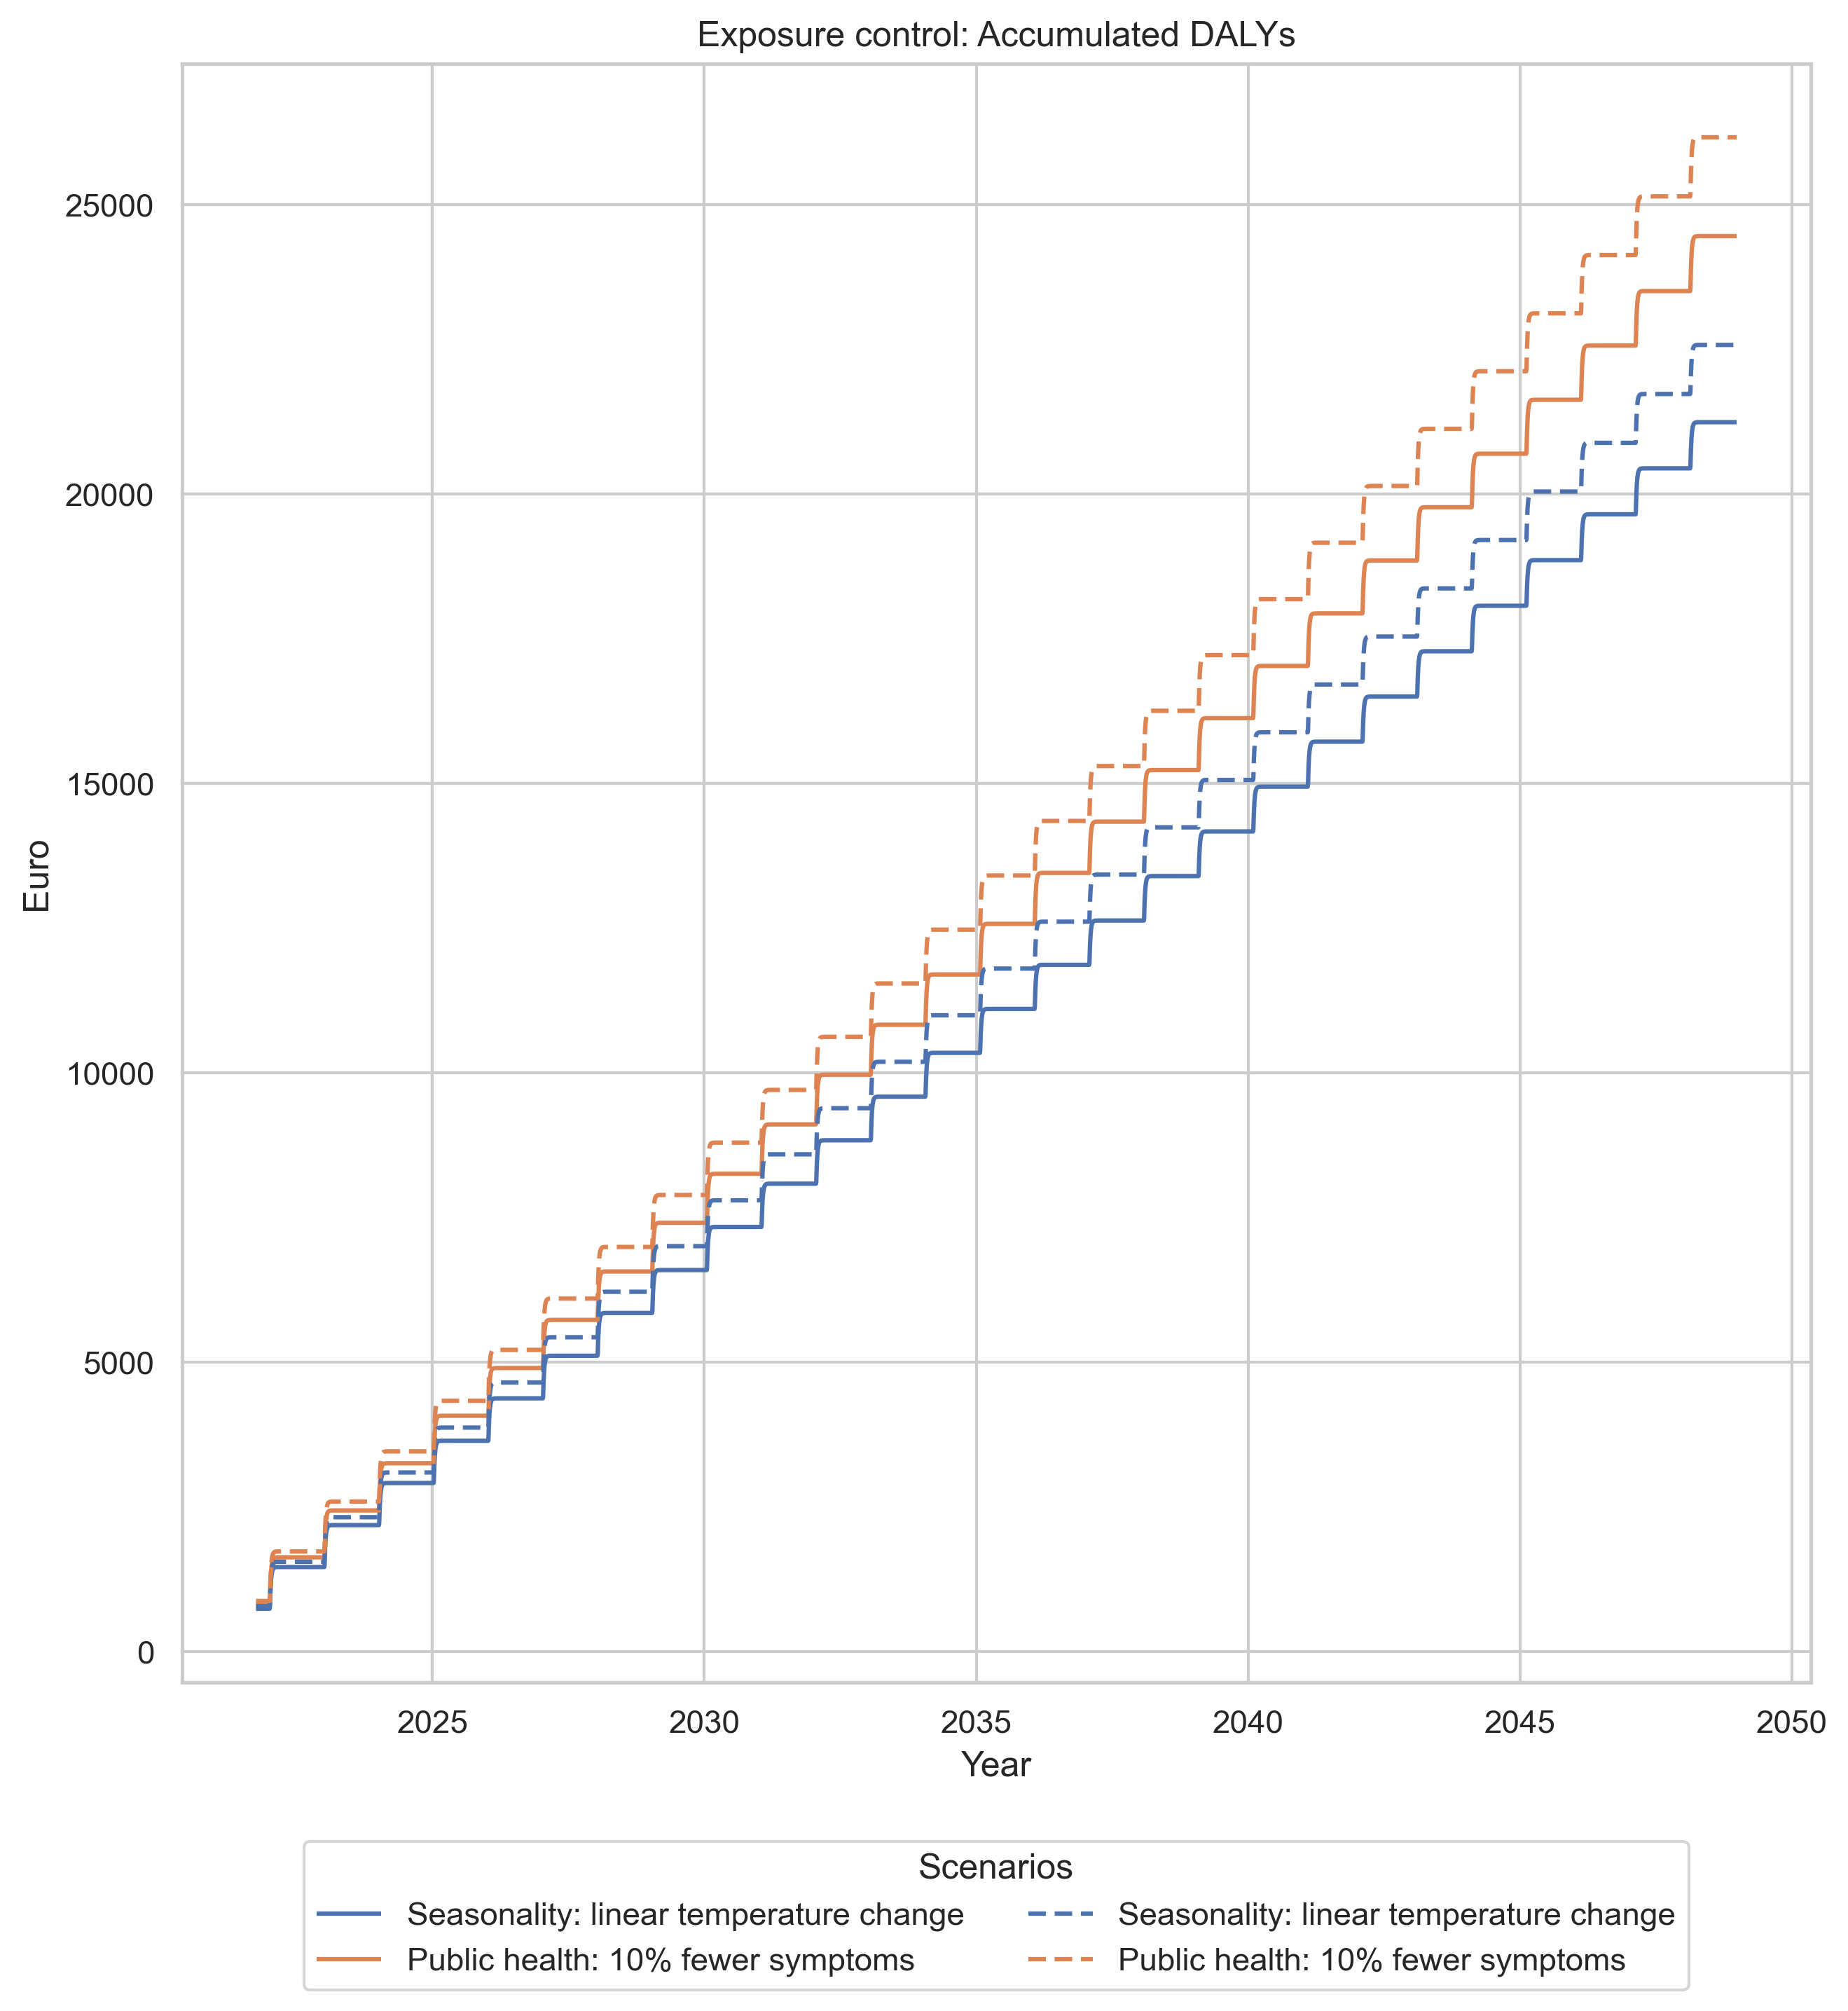 Exposure control: Accumulated DALYs
25000
20000
15000
10000
5000
0
Euro
2025 2030 2035 2040 2045 2050
Year
Scenarios
Seasonality: linear temperature change Seasonality: linear temperature change
Public health: 10% fewer symptoms Public health: 10% fewer symptoms